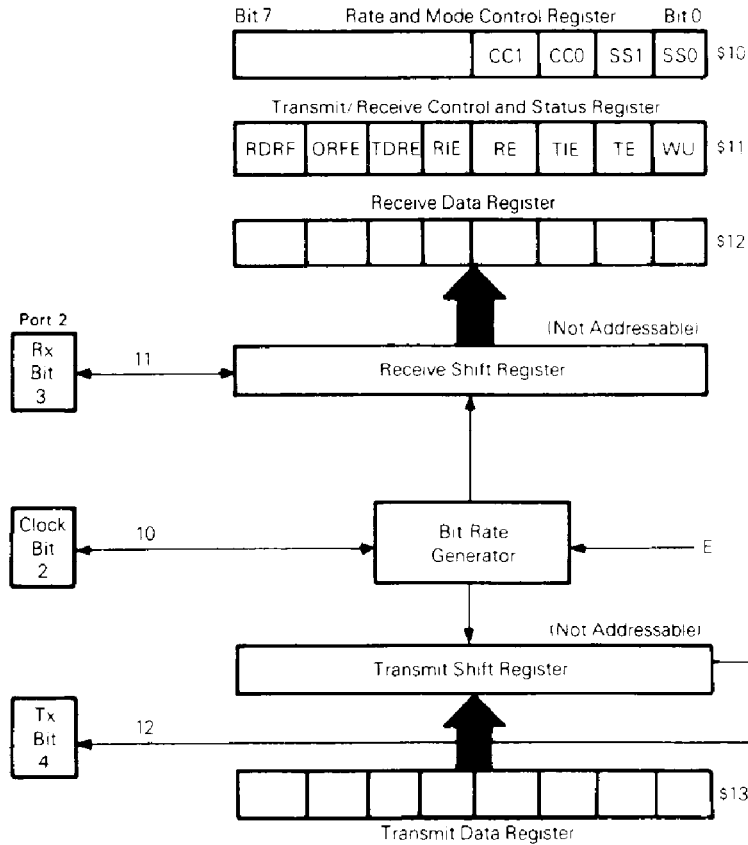 Bit 7 Rate and Mode Control Register Bit 0
CC1 CC0 SS1 SS0 $10
Transmit/Receive Control and Status Register
RDRF ORFE TDRE RIE RE TIE TE WU $11
Receive Data Register
$12
Port 2
(Not Addressable)
Rx
Bit
3
11
Receive Shift Register
Clock
Bit
2
10
Bit Rate
Generator
E
(Not Addressable)
Transmit Shift Register
Tx
Bit
4
12
$13
Transmit Data Register